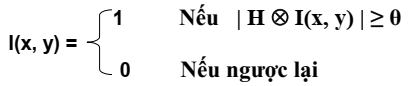 1 Nếu | H ⊗ I(x, y) | ≥ θ
I(x, y) =
0 Nếu ngược lại